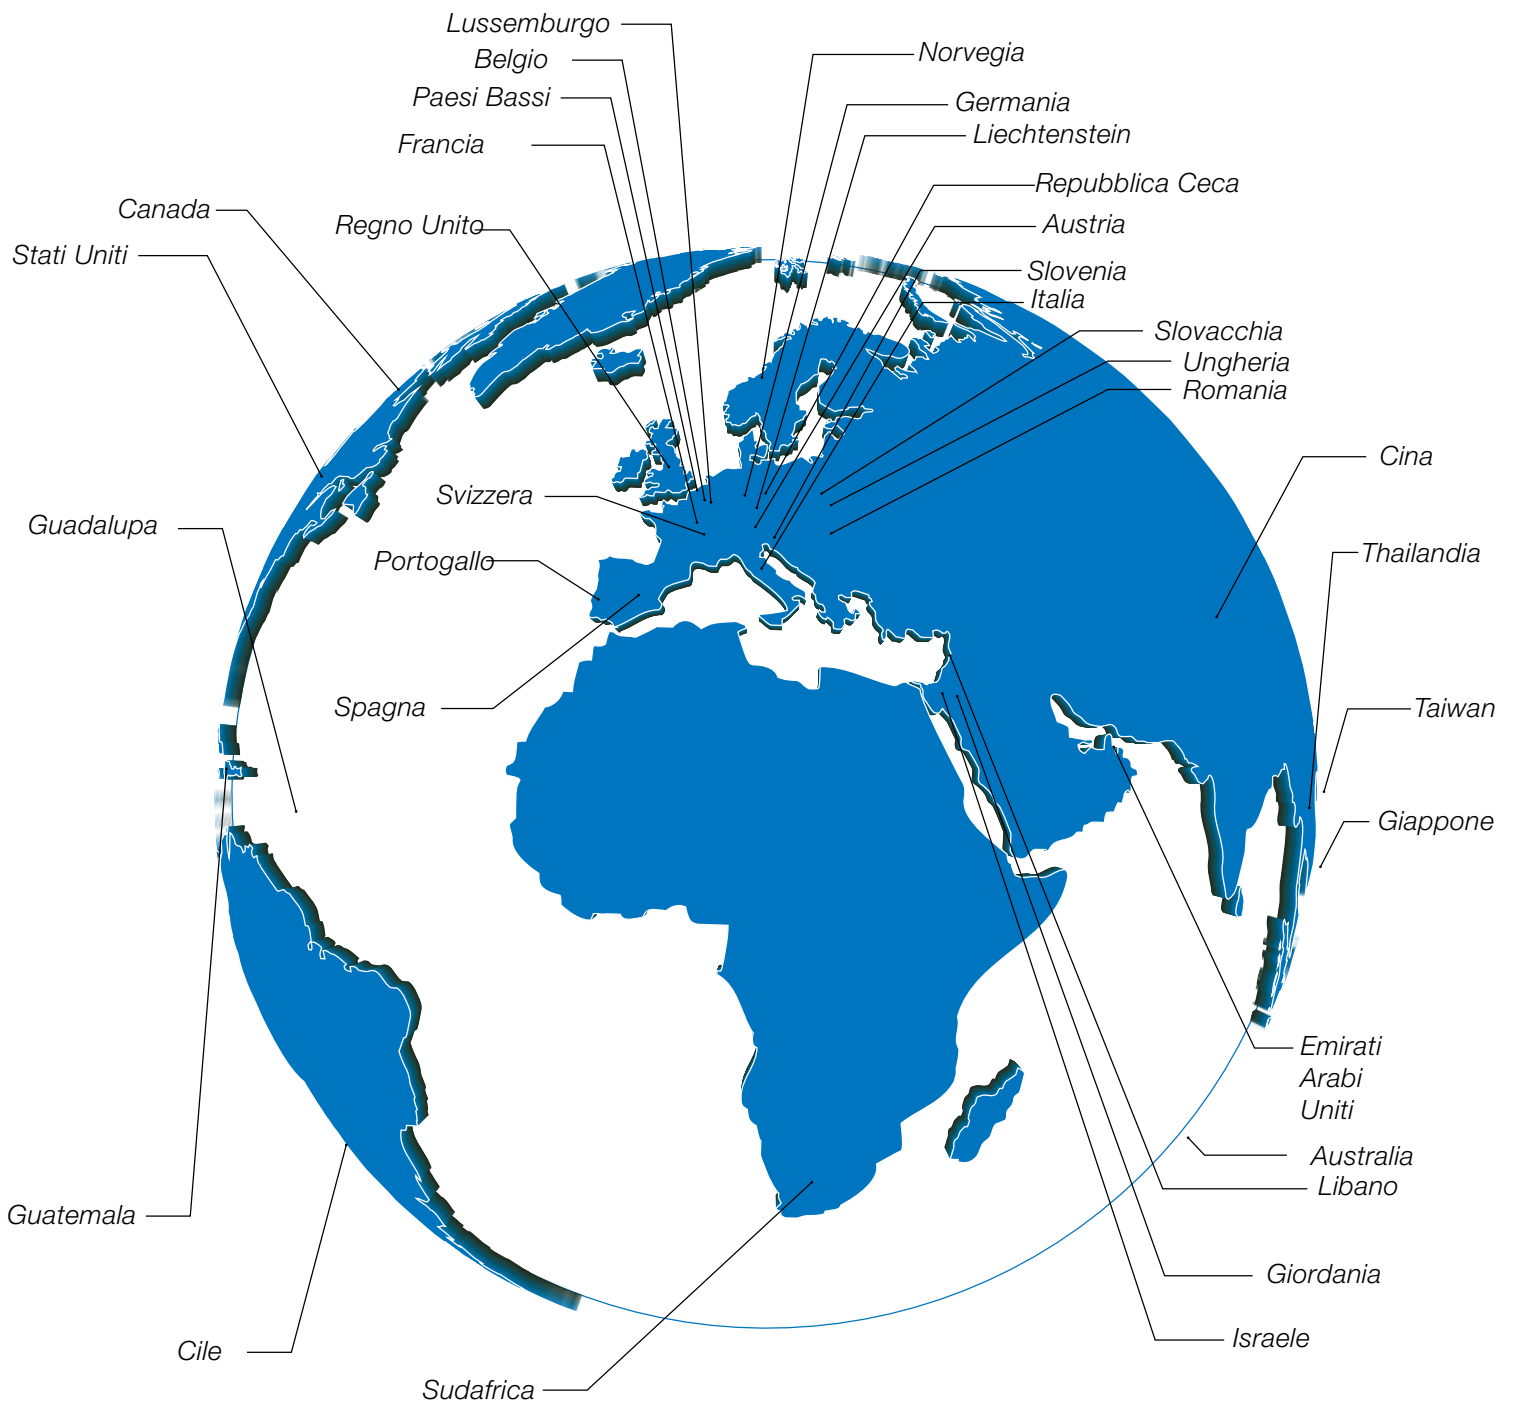 Lussemburgo
Belgio
Paesi Bassi
Francia
Canada
Regno Unito
Stati Uniti
Norvegia
Germania
Liechtenstein
Repubblica Ceca
Austria
Slovenia
Italia
Slovacchia
Ungheria
Romania
Cina
Svizzera
Guadalupa
Portogallo
Thailandia
Spagna
Taiwan
Giappone
Emirati
Arabi
Uniti
Australia
Libano
Guatemala
Giordania
Israele
Cile
Sudafrica